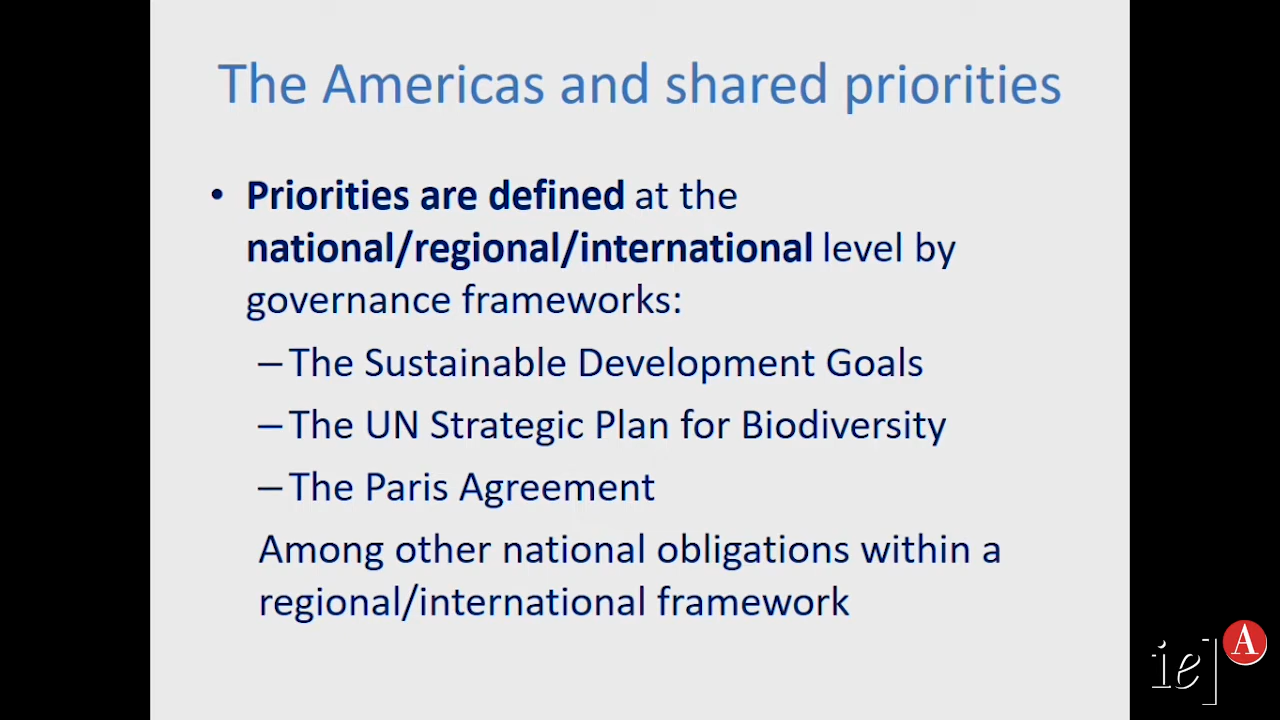 The Americas and shared priorities
• Priorities are defined at the
national/regional/international level by
governance frameworks:
– The Sustainable Development Goals
– The UN Strategic Plan for Biodiversity
– The Paris Agreement
Among other national obligations within a
regional/international framework
ie] A